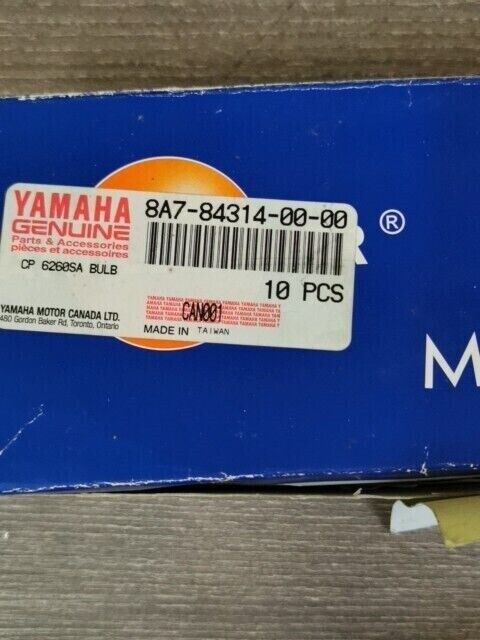 YAMAHA
GENUINE
Parts & Accessories
pièces et accessoires
CP 6260SA BULB
YAMAHA MOTOR CANADA LTD.
480 Gordon Baker Rd, Toronto, Ontario
8A7-84314-00-00
10 PCS
CAN001
MADE IN TAIWAN
R®
M